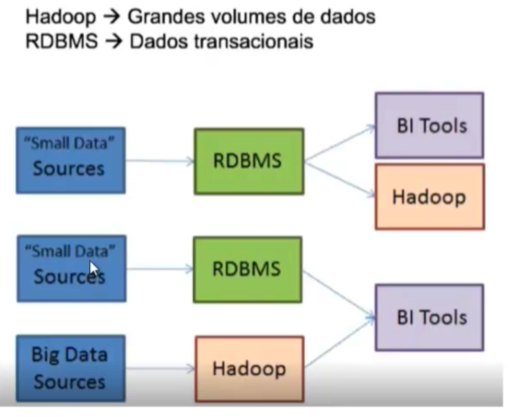 Hadoop → Grandes volumes de dados
RDBMS → Dados transacionais
"Small Data"
Sources
RDBMS
BI Tools
Hadoop
"Small Data"
Sources
RDBMS
BI Tools
Big Data
Sources
Hadoop